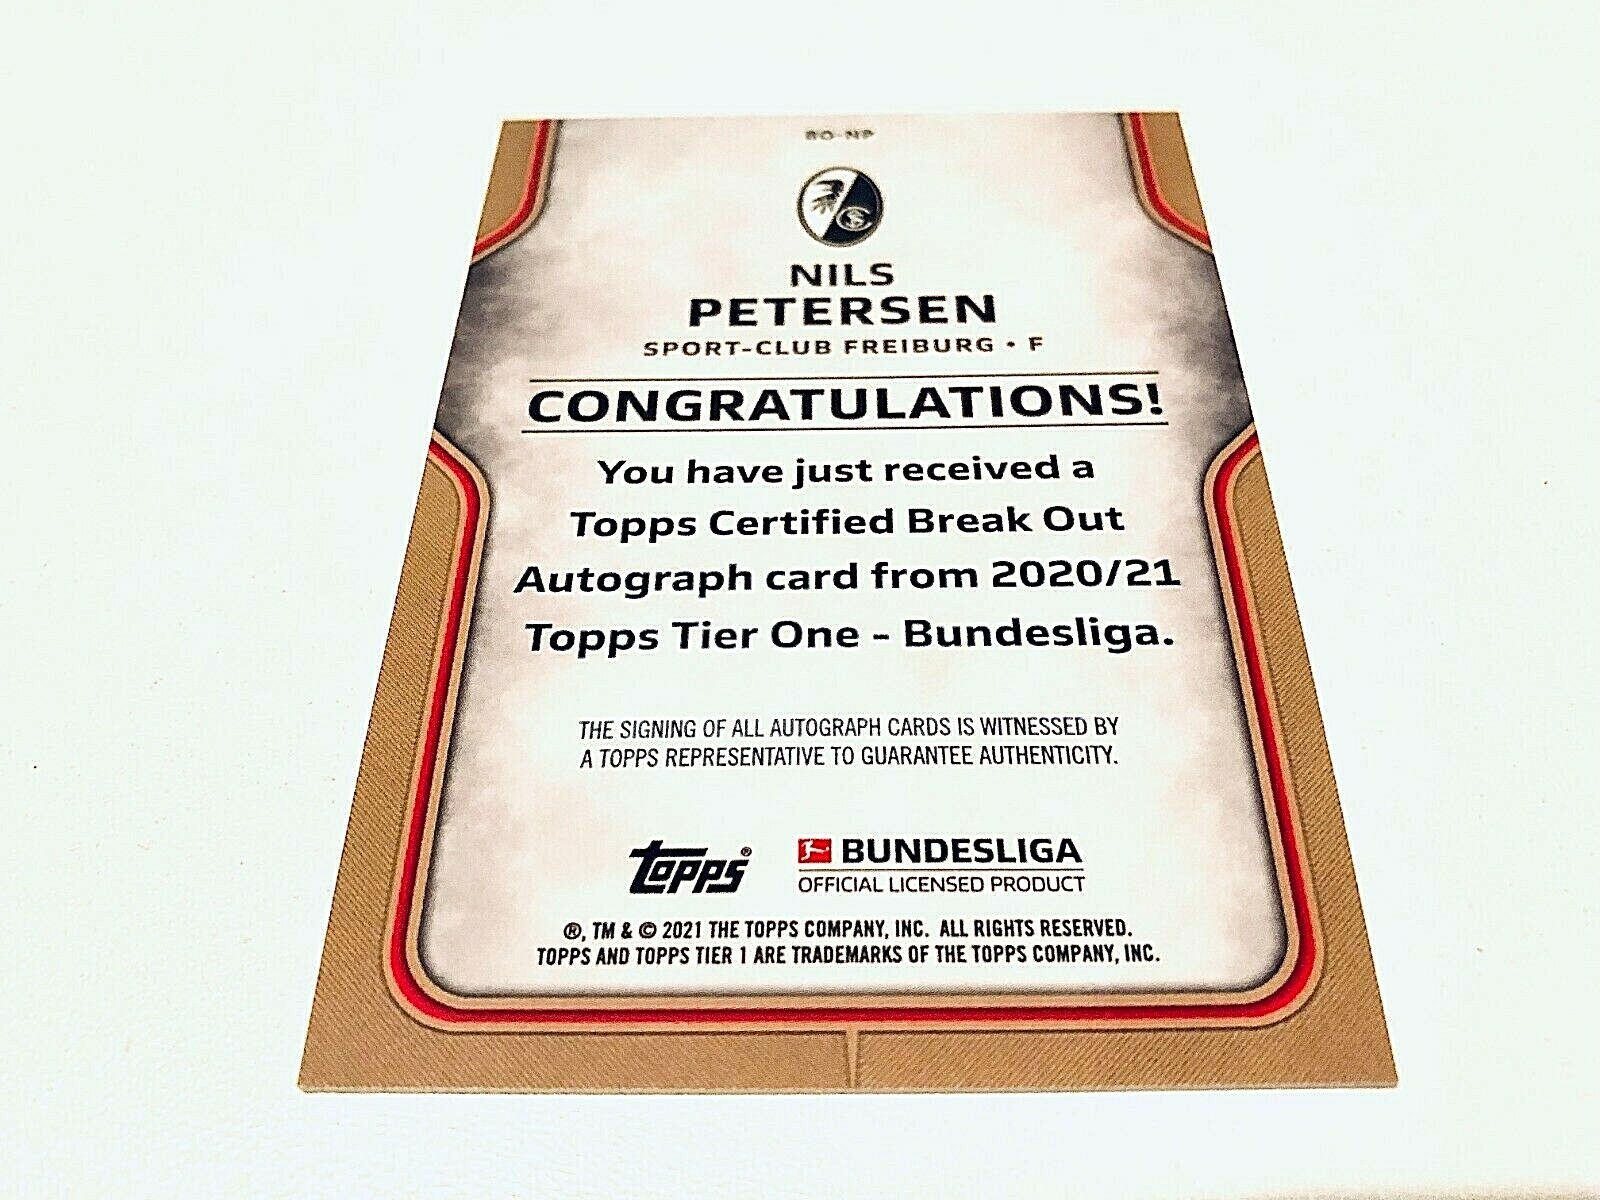 BO-NP
NILS
PETERSEN
SPORT-CLUB FREIBURG • F
CONGRATULATIONS!
You have just received a
Topps Certified Break Out
Autograph card from 2020/21
Topps Tier One - Bundesliga.
THE SIGNING OF ALL AUTOGRAPH CARDS IS WITNESSED BY
A TOPPS REPRESENTATIVE TO GUARANTEE AUTHENTICITY.
topps®
BUNDESLIGA
OFFICIAL LICENSED PRODUCT
®, TM & © 2021 THE TOPPS COMPANY, INC. ALL RIGHTS RESERVED.
TOPPS AND TOPPS TIER 1 ARE TRADEMARKS OF THE TOPPS COMPANY, INC.